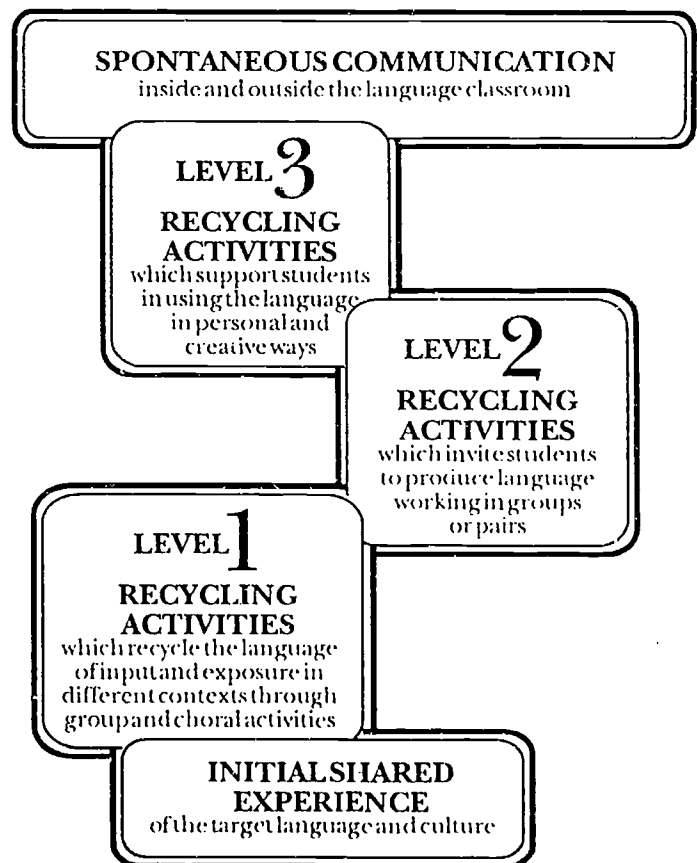 SPONTANEOUS COMMUNICATION
inside and outside the language classroom
LEVEL 3
RECYCLING
ACTIVITIES
which support students
in using the language
in personal and
creative ways
LEVEL 2
RECYCLING
ACTIVITIES
which invite students
to produce language
working in groups
or pairs
LEVEL 1
RECYCLING
ACTIVITIES
which recycle the language
of input and exposure in
different contexts through
group and choral activities
INITIAL SHARED
EXPERIENCE
of the target language and culture